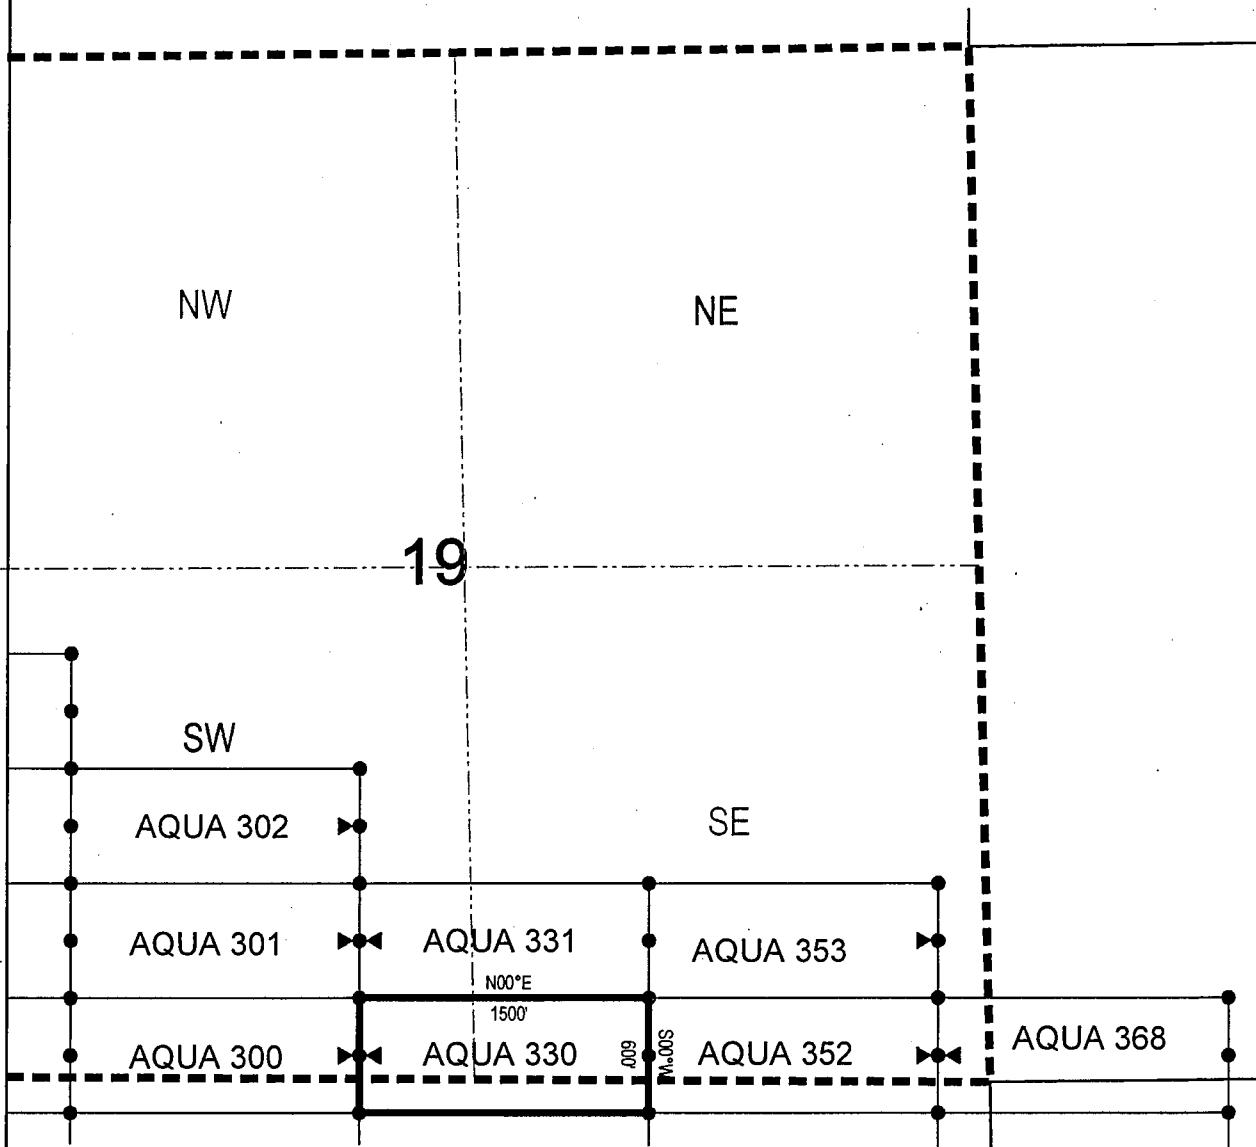 NW
NE
19
SW
AQUA 302
SE
AQUA 301
AQUA 331
AQUA 353
N00°E
1500'
AQUA 300
AQUA 330
600'
S00°W
AQUA 352
AQUA 368